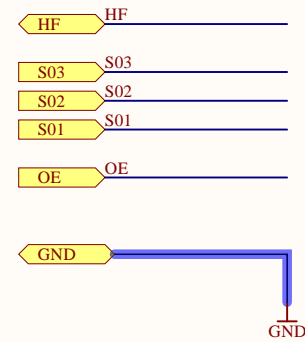 HF HF
S03 S03
S02 S02
S01 S01
OE OE
GND
GND